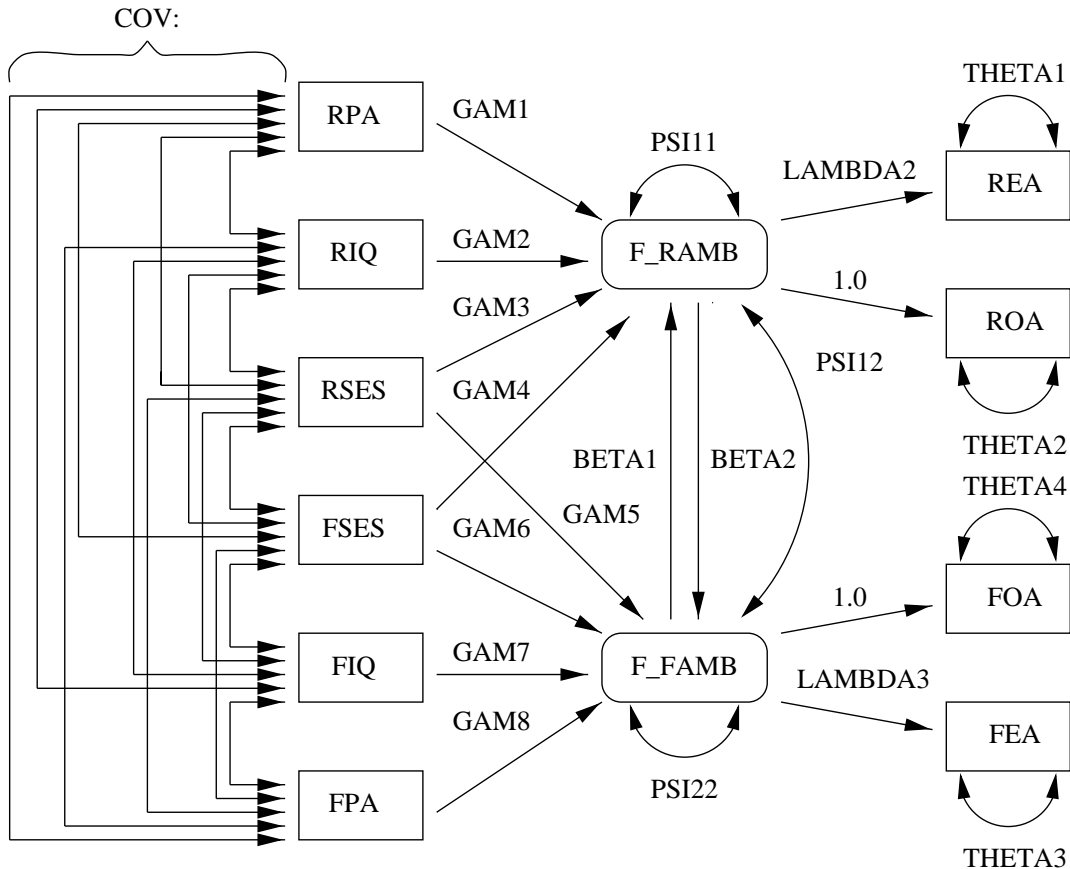 COV:
THETA1
RPA
GAM1
PSI11
LAMBDA2
REA
RIQ
GAM2
F_RAMB
1.0
GAM3
ROA
PSI12
RSES
GAM4
THETA2
BETA1
BETA2
THETA4
FSES
GAM6
GAM5
1.0
FOA
FIQ
GAM7
F_FAMB
LAMBDA3
GAM8
FEA
PSI22
FPA
THETA3